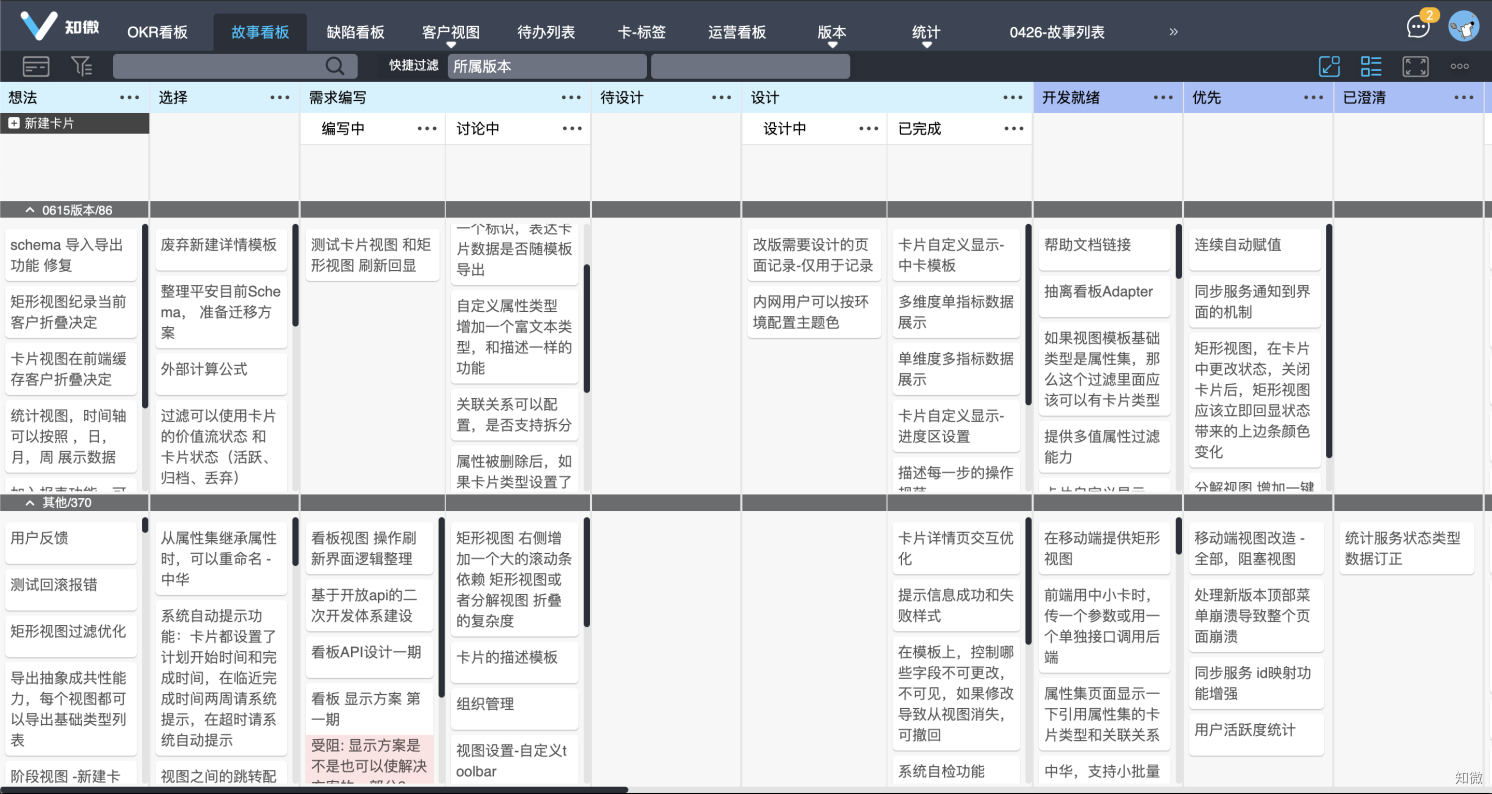 知微
OKR看板
故事看板
缺陷看板
客户视图
待办列表
卡-标签
运营看板
版本
统计
0426-故事列表
»
2
快捷过滤
所属版本
想法
选择
需求编写
待设计
设计
开发就绪
优先
已澄清
新建卡片
编写中
讨论中
设计中
已完成
0615版本/86
schema 导入导出
功能 修复
矩形视图纪录当前
客户折叠决定
卡片视图在前端缓
存客户折叠决定
统计视图，时间轴
可以按照 ，日，
月，周 展示数据
废弃新建详情模板
整理平安目前Sche
ma， 准备迁移方
案
外部计算公式
过滤可以使用卡片
的价值流状态 和
卡片状态（活跃、
归档、丢弃）
测试卡片视图 和矩
形视图 刷新回显
一个标识，表达卡
片数据是否随模板
导出
自定义属性类型
增加一个富文本类
型，和描述一样的
功能
关联关系可以配
置，是否支持拆分
属性被删除后，如
果卡片类型设置了
改版需要设计的页
面记录-仅用于记录
内网用户可以按环
境配置主题色
卡片自定义显示-
中卡模板
多维度单指标数据
展示
单维度多指标数据
展示
卡片自定义显示-
进度区设置
描述每一步的操作
规范
帮助文档链接
抽离看板Adapter
如果视图模板基础
类型是属性集，那
么这个过滤里面应
该可以有卡片类型
提供多值属性过滤
能力
卡片自定义显示
连续自动赋值
同步服务通知到界
面的机制
矩形视图，在卡片
中更改状态，关闭
卡片后，矩形视图
应该立即回显状态
带来的上边条颜色
变化
分解视图 增加一键
其他/370
用户反馈
测试回滚报错
矩形视图过滤优化
导出抽象成共性能
力，每个视图都可
以导出基础类型列
表
阶段视图 -新建卡
从属性集继承属性
时，可以重命名 -
中华
系统自动提示功
能：卡片都设置了
计划开始时间和完
成时间，在临近完
成时间两周请系统
提示，在超时请系
统自动提示
视图之间的跳转配
看板视图 操作刷
新界面逻辑整理
基于开放api的二
次开发体系建设
看板API设计一期
看板 显示方案 第
一期
受阻: 显示方案是
不是也可以使解决
矩形视图 右侧增
加一个大的滚动条
依赖 矩形视图或
者分解视图 折叠
的复杂度
卡片的描述模板
组织管理
视图设置-自定义t
oolbar
卡片详情页交互优
化
提示信息成功和失
败样式
在模板上，控制哪
些字段不可更改，
不可见，如果修改
导致从视图消失，
可撤回
系统自检功能
在移动端提供矩形
视图
前端用中小卡时，
传一个参数或用一
个单独接口调用后
端
属性集页面显示一
下引用属性集的卡
片类型和关联关系
中华，支持小批量
移动端视图改造 -
全部，阻塞视图
处理新版本顶部菜
单崩溃导致整个页
面崩溃
同步服务 id映射功
能增强
用户活跃度统计
统计服务状态类型
数据订正
知微